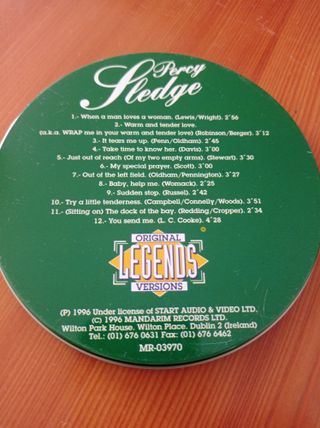 Percy
Sledge
1.- When a man loves a woman. (Lewis/Wright). 2´56
2.- Warm and tender love.
(a.k.a. WRAP me in your warm and tender love) (Robinson/Berger). 3´12
3.- It tears me up. (Penn/Oldham). 2´45
4.- Take time to know her. (Davis). 3´00
5.- Just out of reach (Of my two empty arms). (Stewart). 3´30
6.- My special prayer. (Scott). 3´00
7.- Out of the left field. (Oldham/Pennington). 3´27
8.- Baby, help me. (Womack). 2´25
9.- Sudden stop. (Russel). 2´42
10.- Try a little tenderness. (Campbell/Connelly/Woods). 3´51
11.- (Sitting on) The dock of the bay. (Redding/Cropper). 2´34
12.- You send me. (L. C. Cooke). 4´28
©
ORIGINAL
LEGENDS
VERSIONS
(P) 1996 Under license of START AUDIO & VIDEO LTD.
(C) 1996 MANDARIM RECORDS LTD.
Wilton Park House. Wilton Place. Dublin 2 (Ireland)
Tel.: (01) 676 0631 Fax: (01) 676 6462
MR-03970